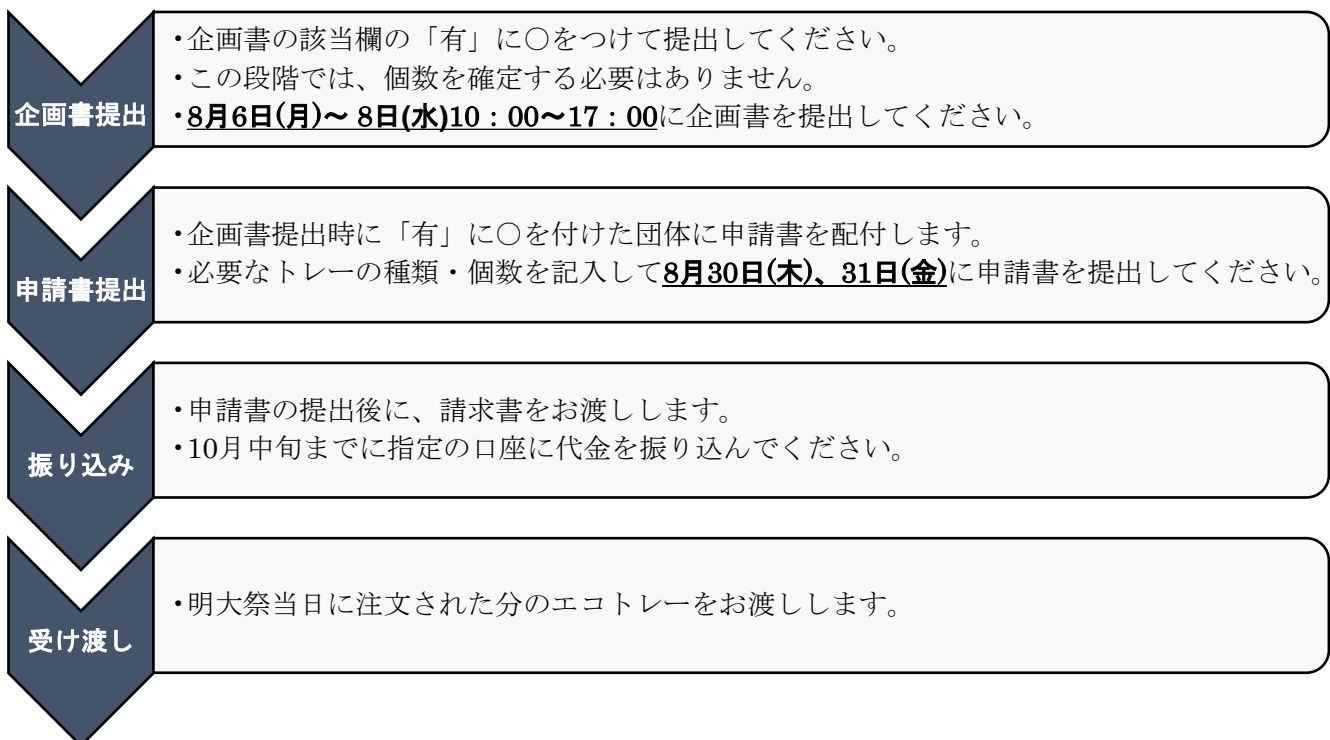 ・企画書の該当欄の「有」に○をつけて提出してください。
・この段階では、個数を確定する必要はありません。
企画書提出
・8月6日(月)～ 8日(水)10：00～17：00に企画書を提出してください。
・企画書提出時に「有」に○を付けた団体に申請書を配付します。
・必要なトレーの種類・個数を記入して8月30日(木)、31日(金)に申請書を提出してください。
申請書提出
・申請書の提出後に、請求書をお渡しします。
・10月中旬までに指定の口座に代金を振り込んでください。
振り込み
・明大祭当日に注文された分のエコトレーをお渡しします。
受け渡し